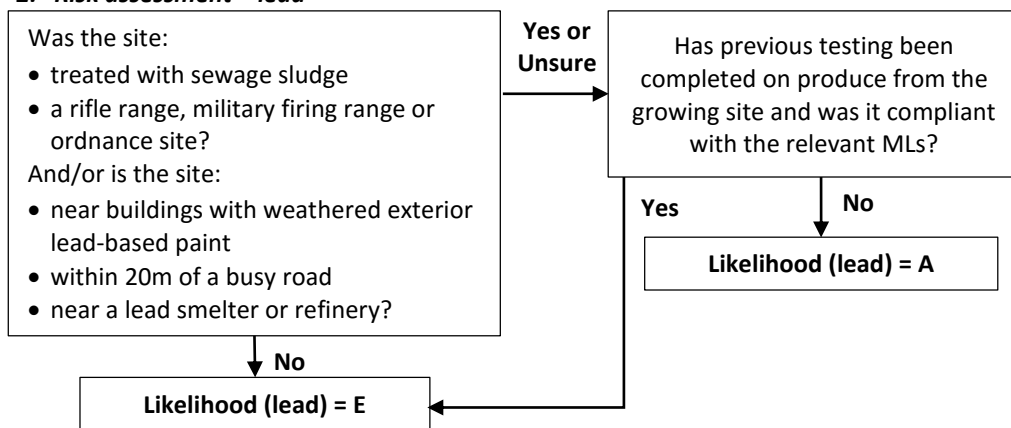 2. Risk assessment – lead
Was the site:
• treated with sewage sludge
• a rifle range, military firing range or
ordnance site?
And/or is the site:
• near buildings with weathered exterior
lead-based paint
• within 20m of a busy road
• near a lead smelter or refinery?
Yes or
Unsure
Has previous testing been
completed on produce from the
growing site and was it compliant
with the relevant MLs?
Yes
No
Likelihood (lead) = A
No
Likelihood (lead) = E